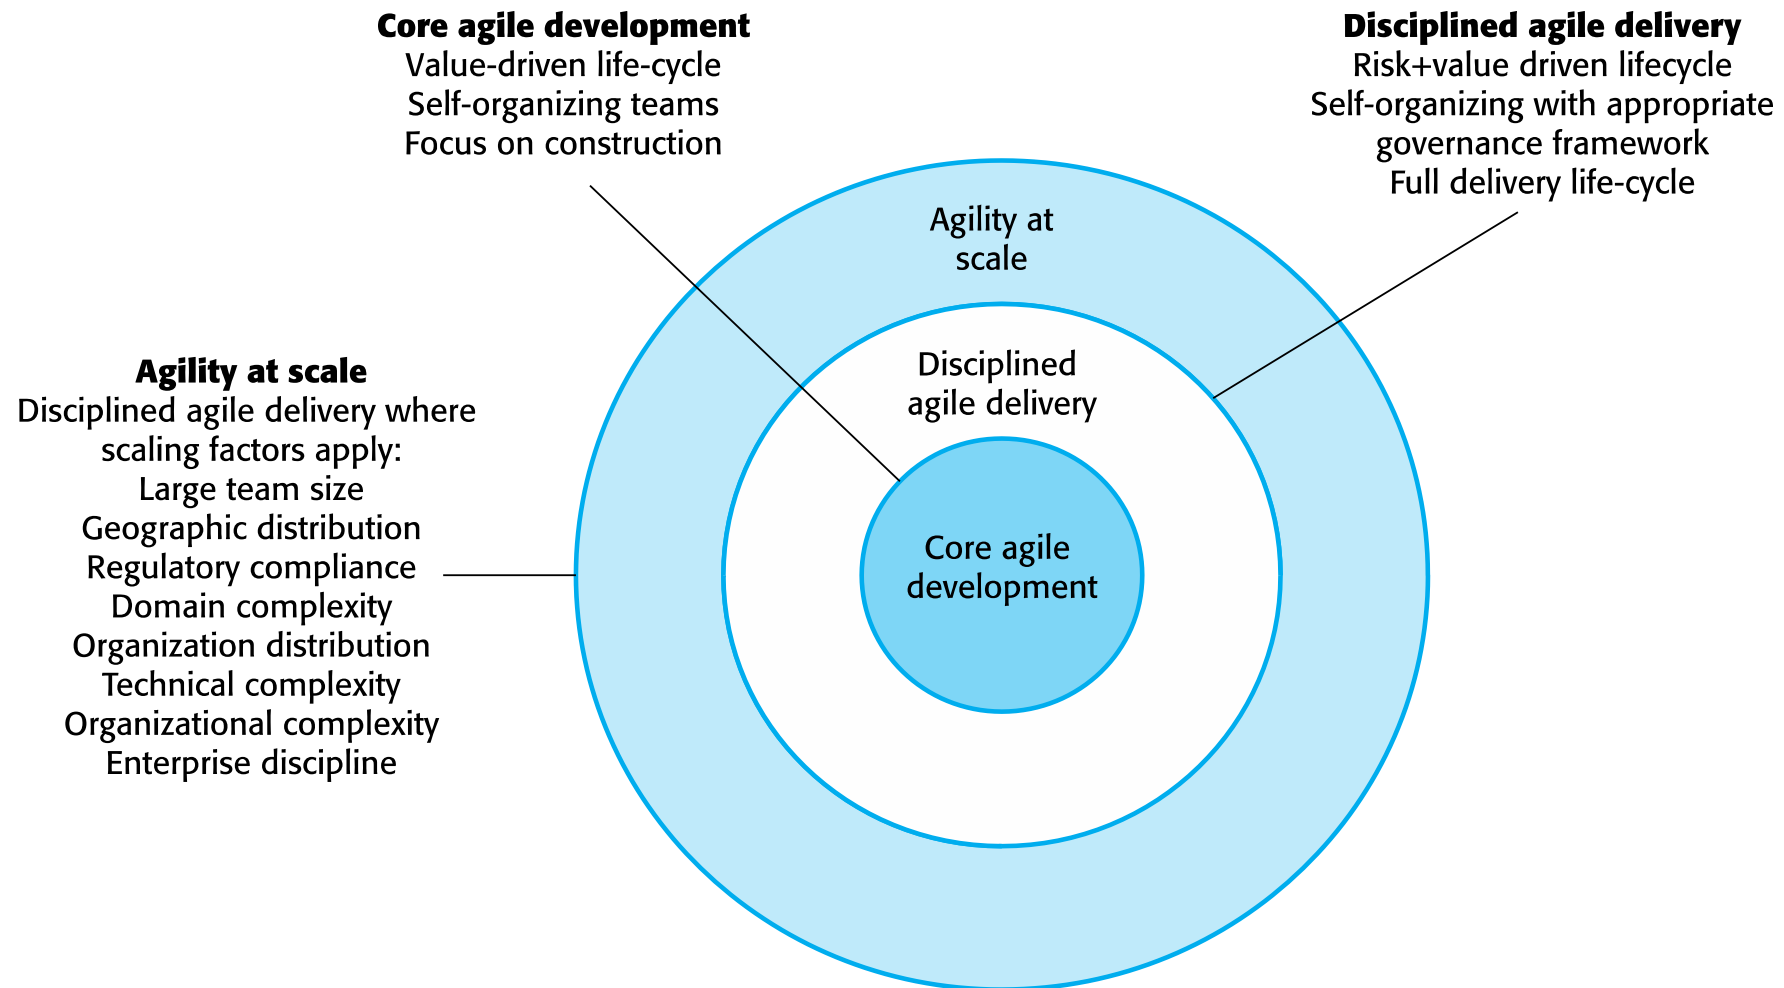 Core agile development
Value-driven life-cycle
Self-organizing teams
Focus on construction
Disciplined agile delivery
Risk+value driven lifecycle
Self-organizing with appropriate
governance framework
Full delivery life-cycle
Agility at
scale
Disciplined
agile delivery
Core agile
development
Agility at scale
Disciplined agile delivery where
scaling factors apply:
Large team size
Geographic distribution
Regulatory compliance
Domain complexity
Organization distribution
Technical complexity
Organizational complexity
Enterprise discipline